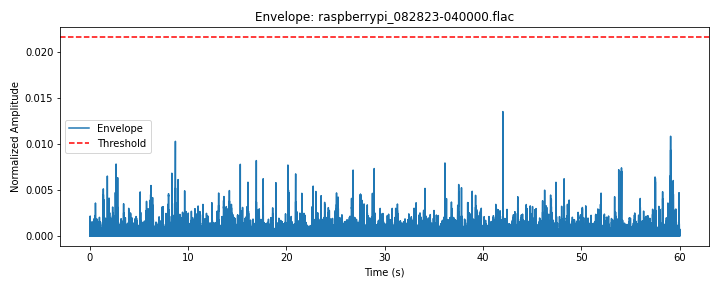 Envelope: raspberrypi_082823-040000.flac
Normalized Amplitude
0.020
0.015
0.010
0.005
0.000
Envelope
Threshold
0 10 20 30 40 50 60
Time (s)